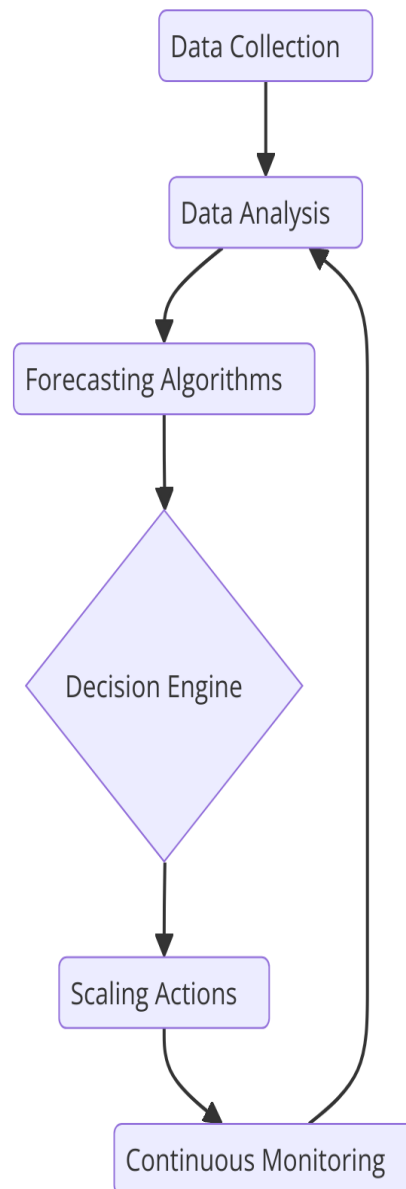 Data Collection
Data Analysis
Forecasting Algorithms
Decision Engine
Scaling Actions
Continuous Monitoring